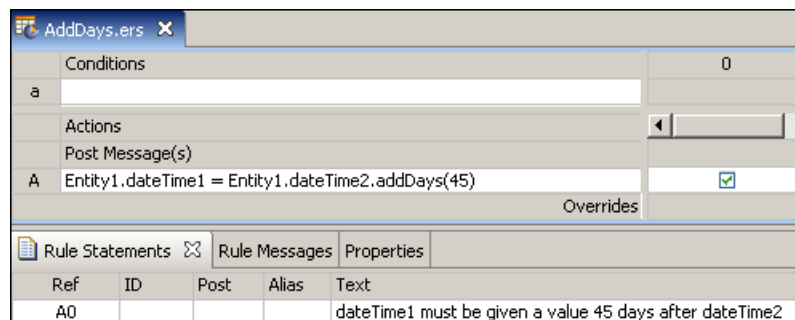 AddDays.ers
Conditions 0
a
Actions
Post Message(s)
A Entity1.dateTime1 = Entity1.dateTime2.addDays(45)
Overrides
Rule Statements Rule Messages Properties
Ref ID Post Alias Text
A0 dateTime1 must be given a value 45 days after dateTime2